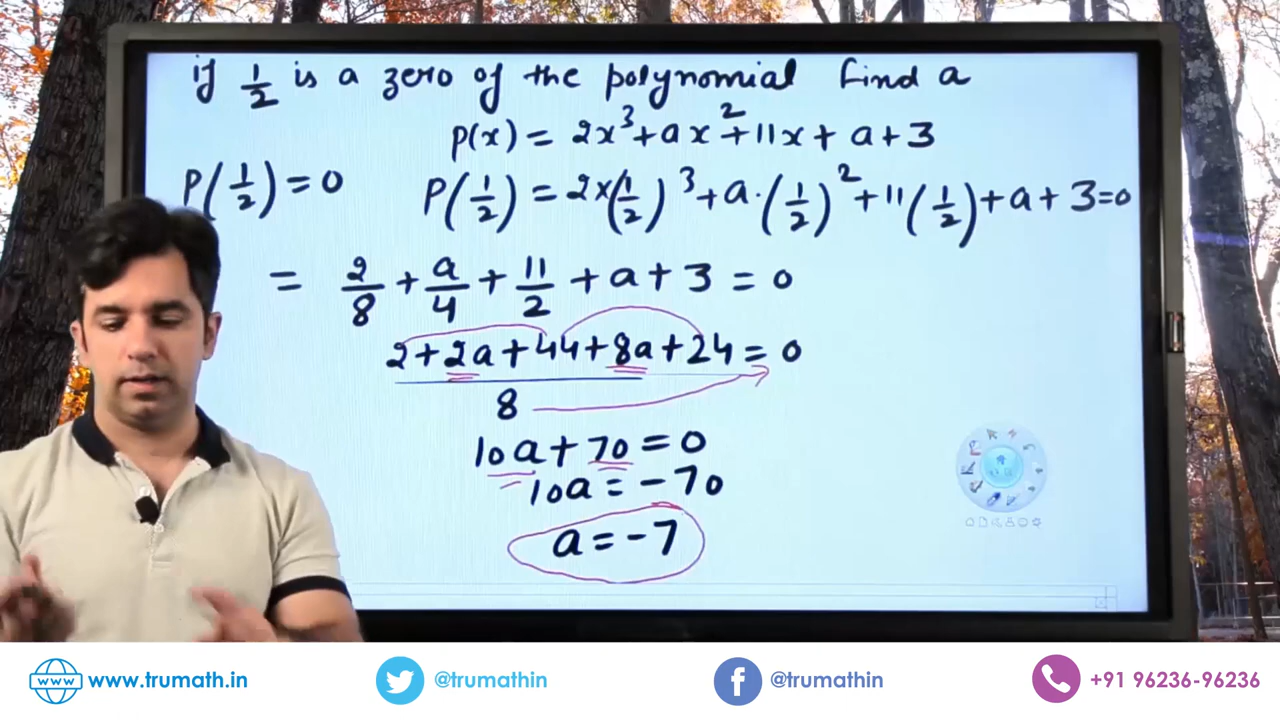 if 1/2 is a zero of the polynomial find a
p(x) = 2x³ + ax² + 11x + a + 3
P(1/2) = 0 P(1/2) = 2×(1/2)³ + a·(1/2)² + 11(1/2) + a + 3 = 0
= 2/8 + a/4 + 11/2 + a + 3 = 0
2 + 2a + 44 + 8a + 24 = 0
8
10a + 70 = 0
10a = -70
a = -7
www.trumath.in @trumathin @trumathin +91 96236-96236